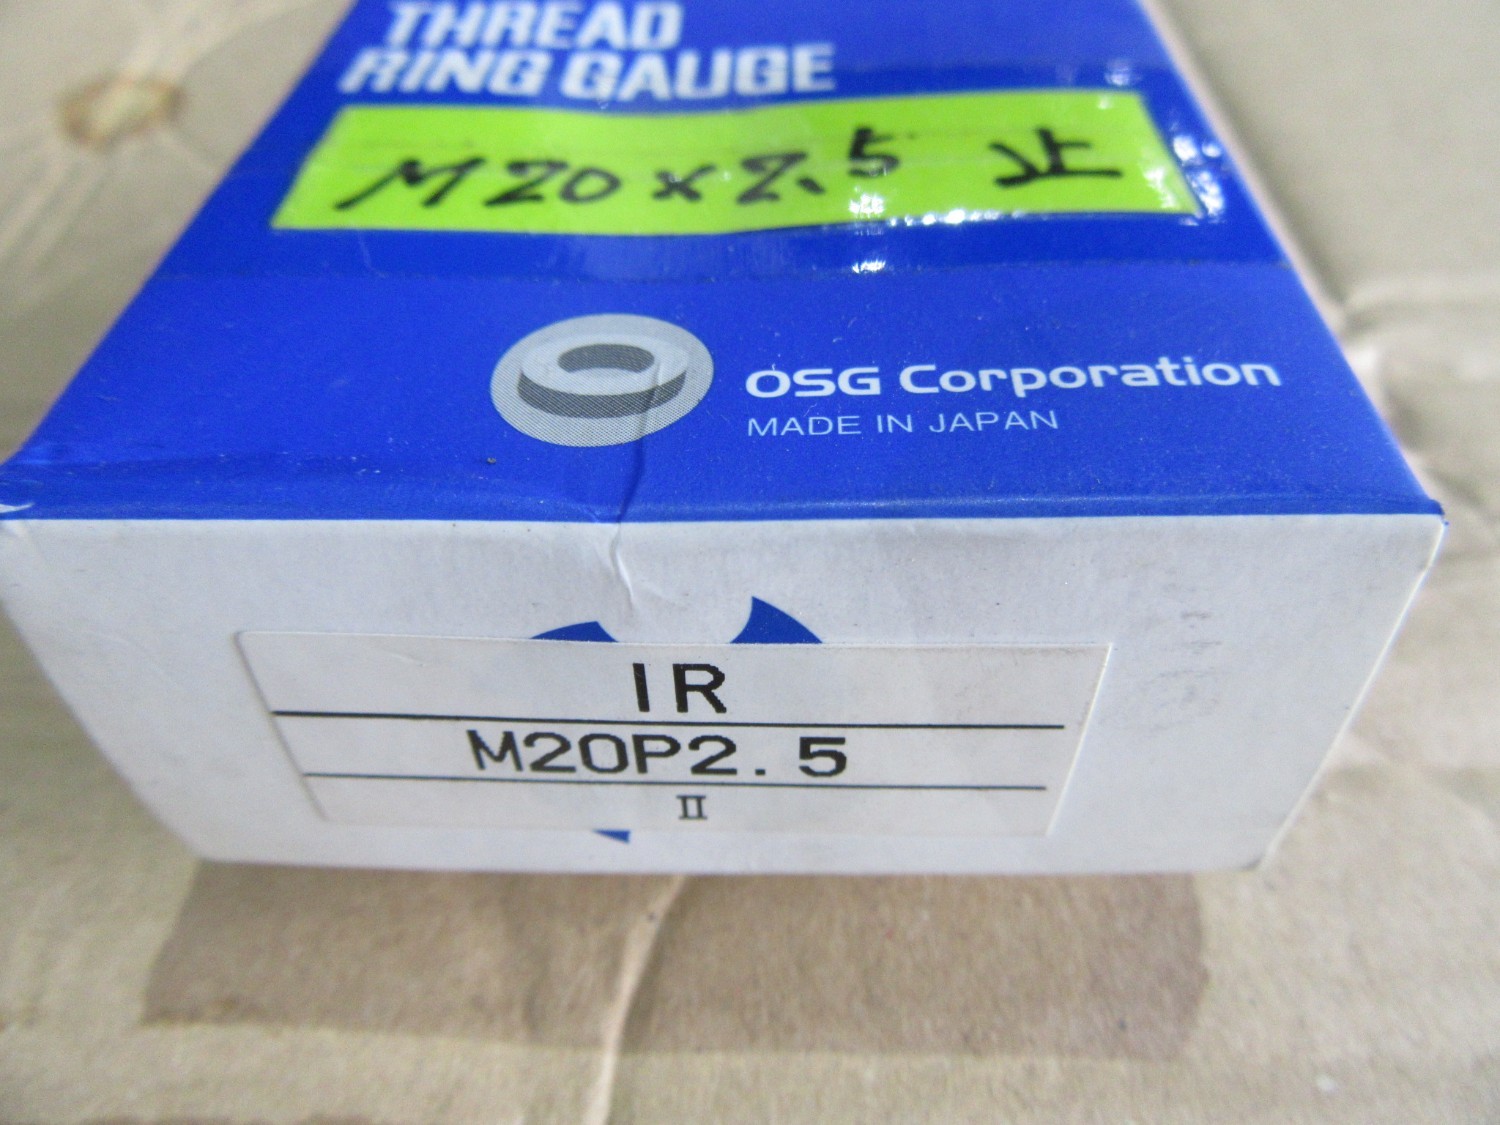 THREAD
RING GAUGE
M20×2.5 止
OSG Corporation
MADE IN JAPAN
IR
M20P2.5
II